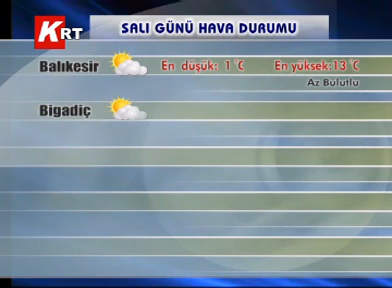 KRT
SALI GÜNÜ HAVA DURUMU
Balıkesir En düşük: 1 °C En yüksek:13 °C
Az Bulutlu
Bigadiç